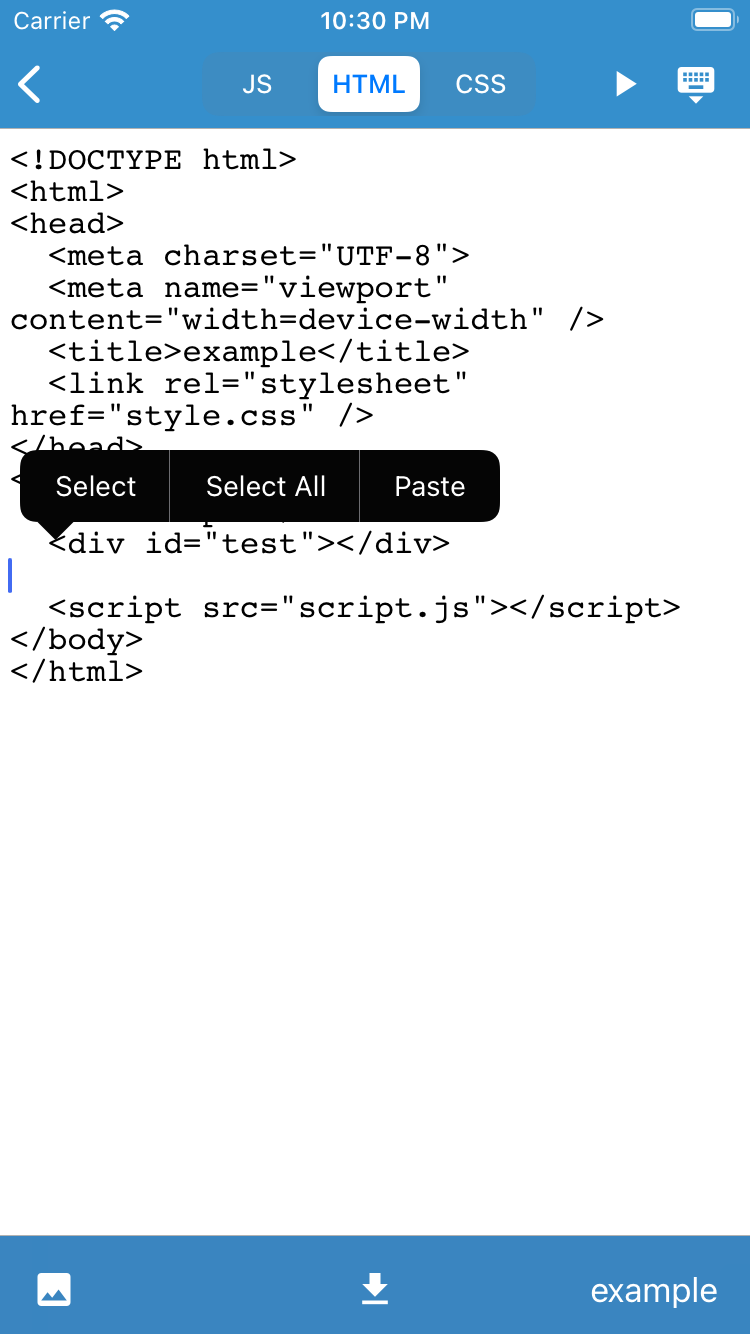 Carrier 10:30 PM
JS HTML CSS
<!DOCTYPE html>
<html>
<head>
  <meta charset="UTF-8">
  <meta name="viewport"
content="width=device-width" />
  <title>example</title>
  <link rel="stylesheet"
href="style.css" />
</head>
Select Select All Paste
  <div id="test"></div>
  <script src="script.js"></script>
</body>
</html>
example